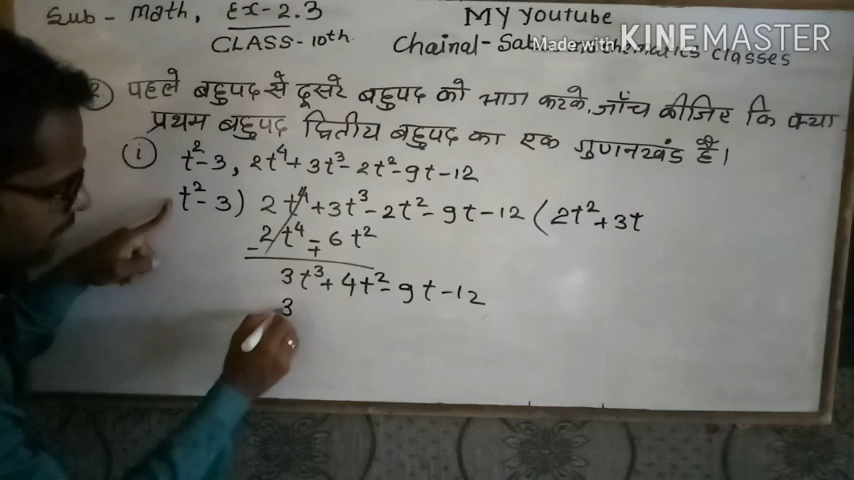 Sub - math, Ex-2.3 MY Youtube
CLASS-10th Chainal-Sat mathematics Classes
Made with KINEMASTER
पहले बहुपद से दूसरे बहुपद को भाग करके, जाँच कीजिए कि क्या
प्रथम बहुपद द्वितीय बहुपद का एक गुणनखंड है।
(i) t²-3, 2t⁴+3t³-2t²-9t-12
t²-3) 2t⁴+3t³-2t²-9t-12 (2t²+3t
2t⁴ - 6t²
- +
3t³+4t²-9t-12
3